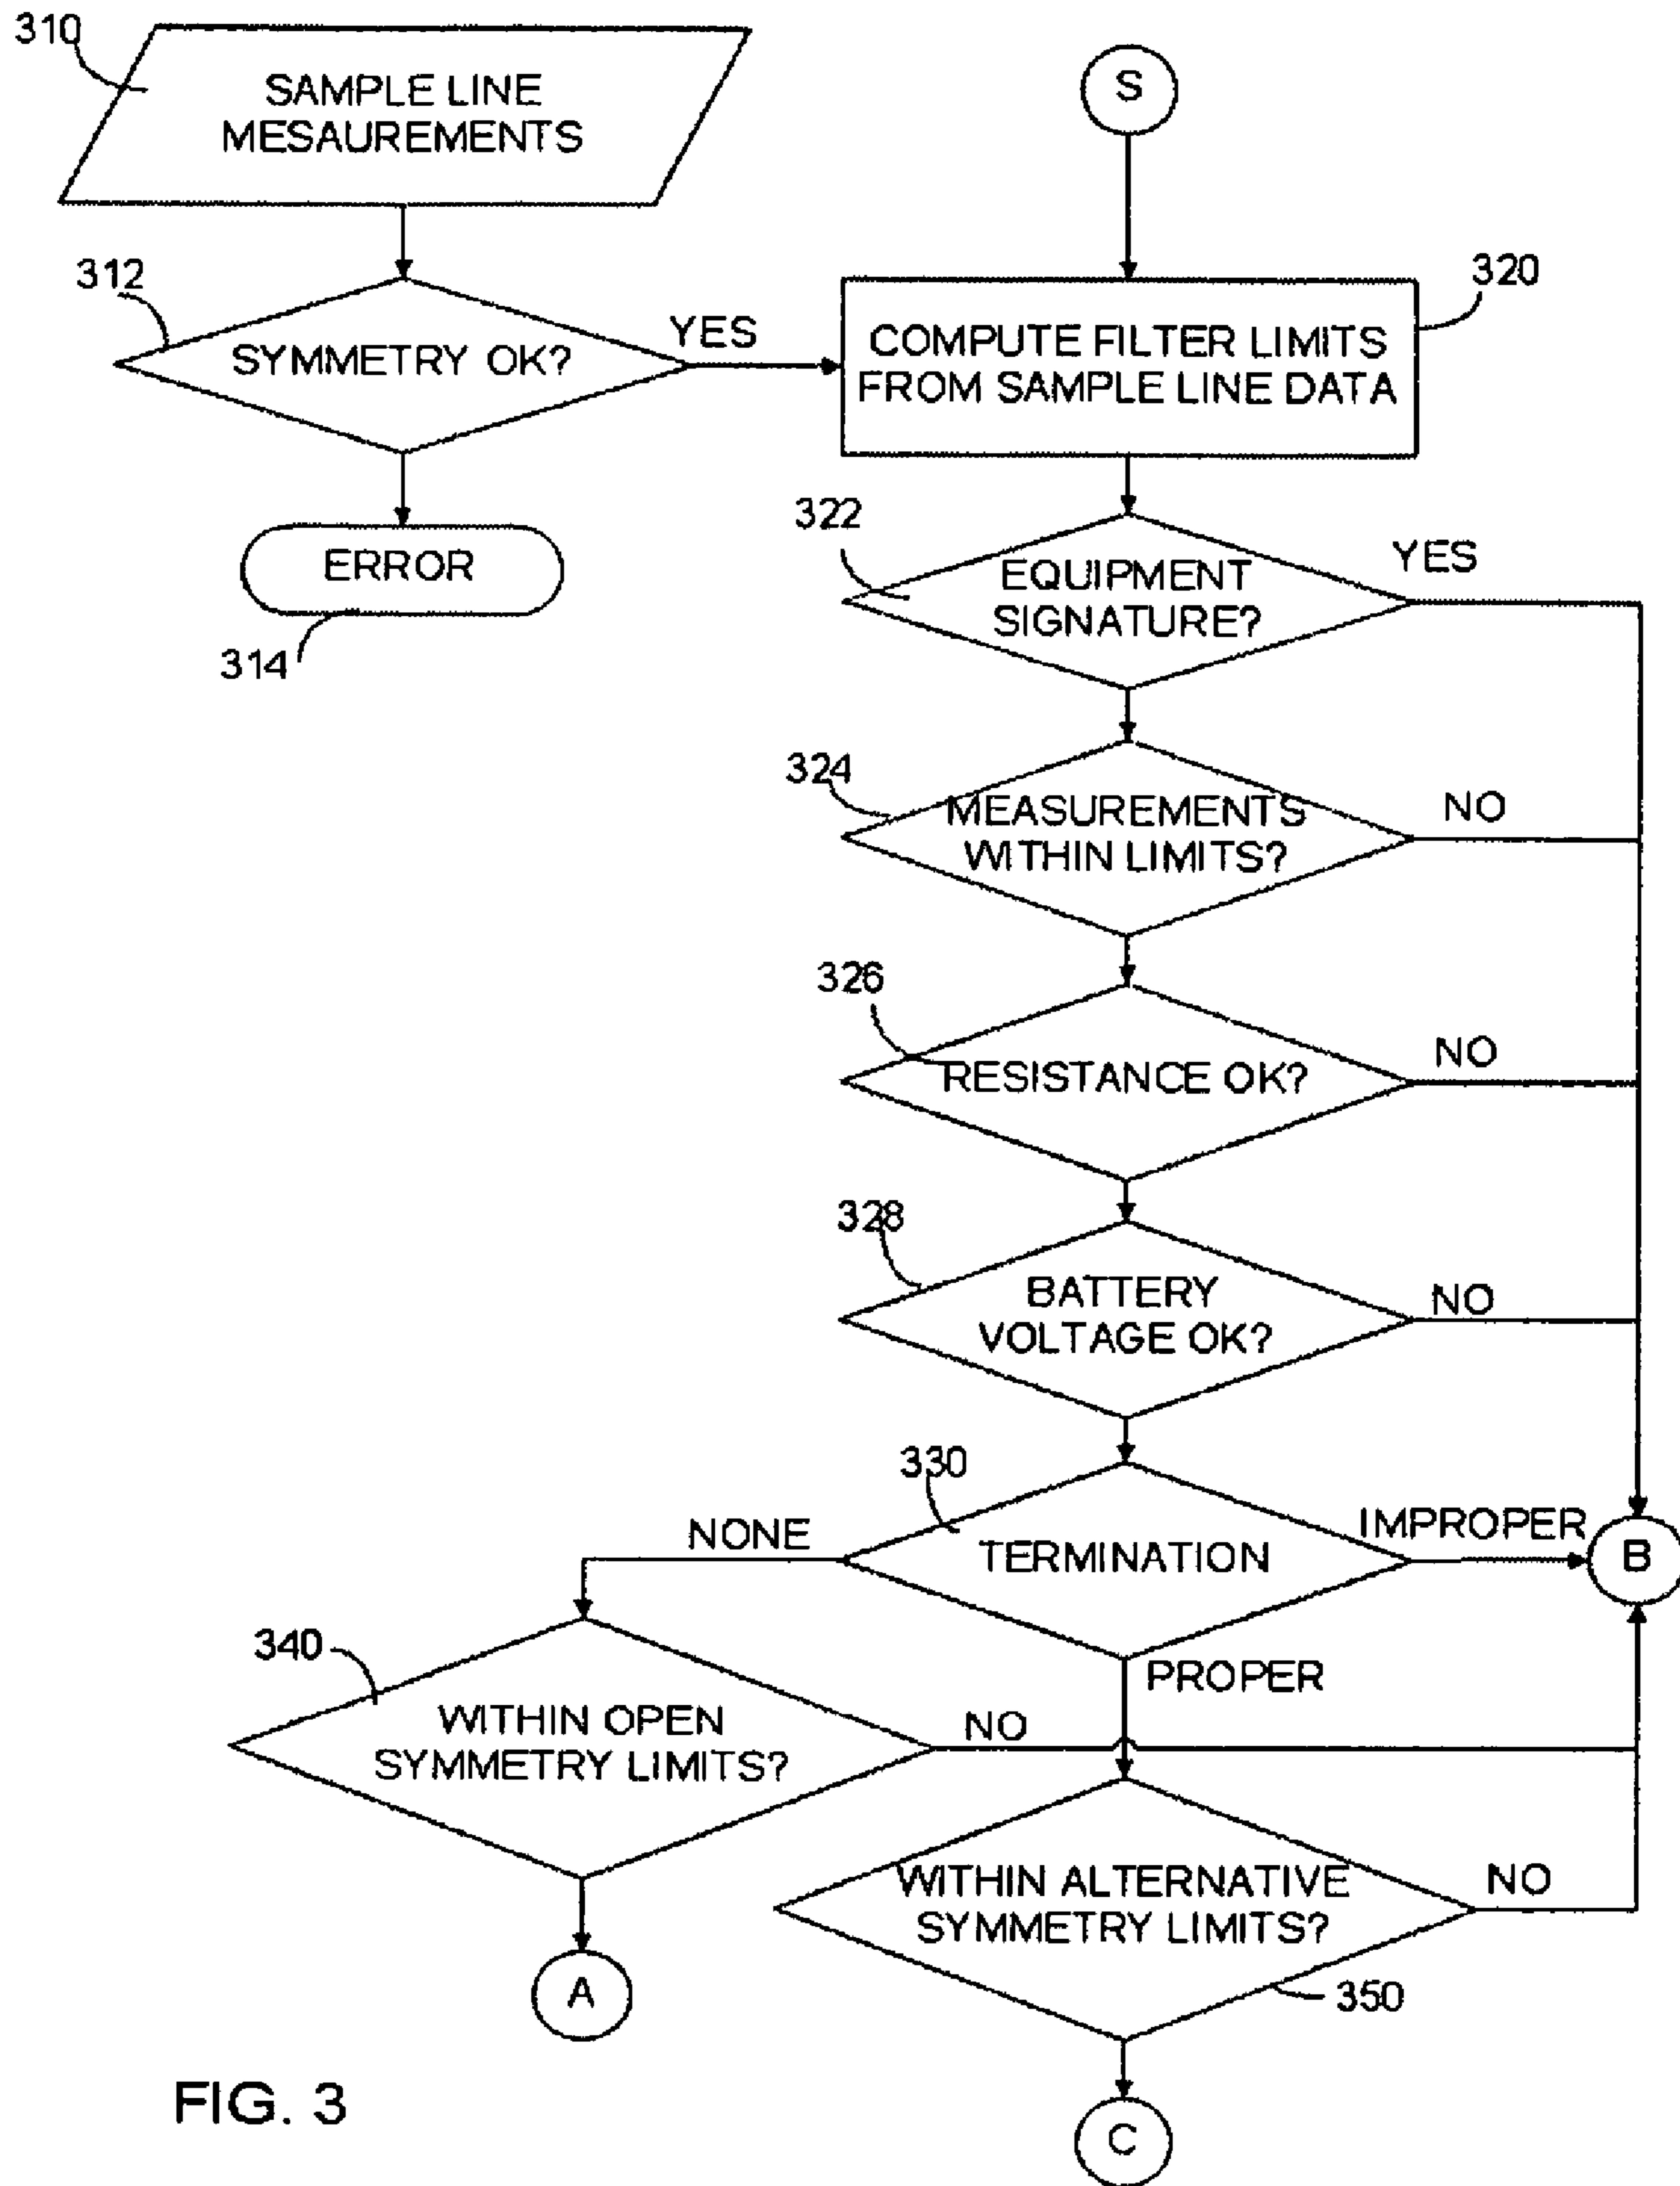 310
SAMPLE LINE
MESAUREMENTS
S
312
SYMMETRY OK?
YES
320
COMPUTE FILTER LIMITS
FROM SAMPLE LINE DATA
ERROR
314
322
EQUIPMENT
SIGNATURE?
YES
324
MEASUREMENTS
WITHIN LIMITS?
NO
326
RESISTANCE OK?
NO
328
BATTERY
VOLTAGE OK?
NO
330
TERMINATION
NONE
IMPROPER
B
PROPER
340
WITHIN OPEN
SYMMETRY LIMITS?
NO
WITHIN ALTERNATIVE
SYMMETRY LIMITS?
NO
350
A
C
FIG. 3